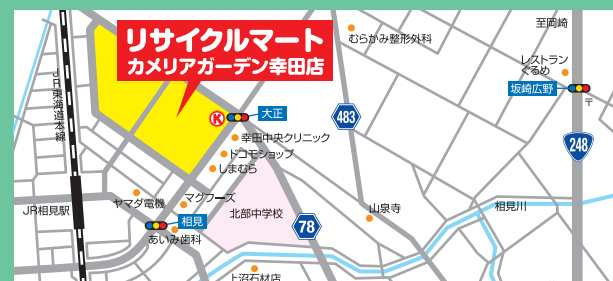 リサイクルマート
カメリアガーデン幸田店
むらかみ整形外科
至岡崎
レストラン
ぐるめ
坂崎広野
〒
JR東海道本線
K
大正
483
248
幸田中央クリニック
ドコモショップ
しまむら
ヤマダ電機
マグフーズ
JR相見駅
相見
北部中学校
山泉寺
相見川
78
あいみ歯科
上沼石材店